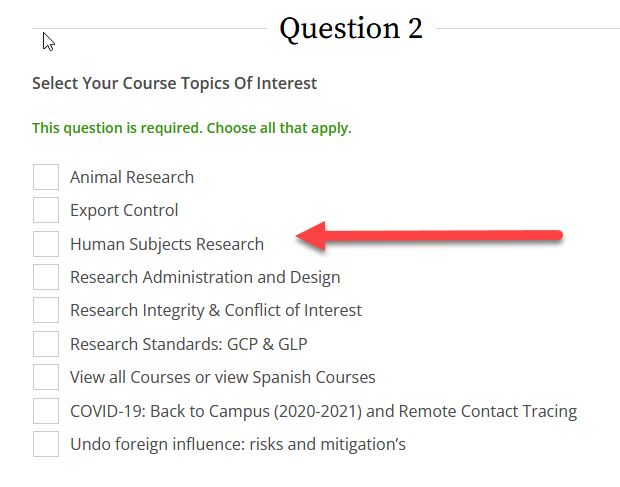 Question 2
Select Your Course Topics Of Interest
This question is required. Choose all that apply.
Animal Research
Export Control
Human Subjects Research
Research Administration and Design
Research Integrity & Conflict of Interest
Research Standards: GCP & GLP
View all Courses or view Spanish Courses
COVID-19: Back to Campus (2020-2021) and Remote Contact Tracing
Undo foreign influence: risks and mitigation’s